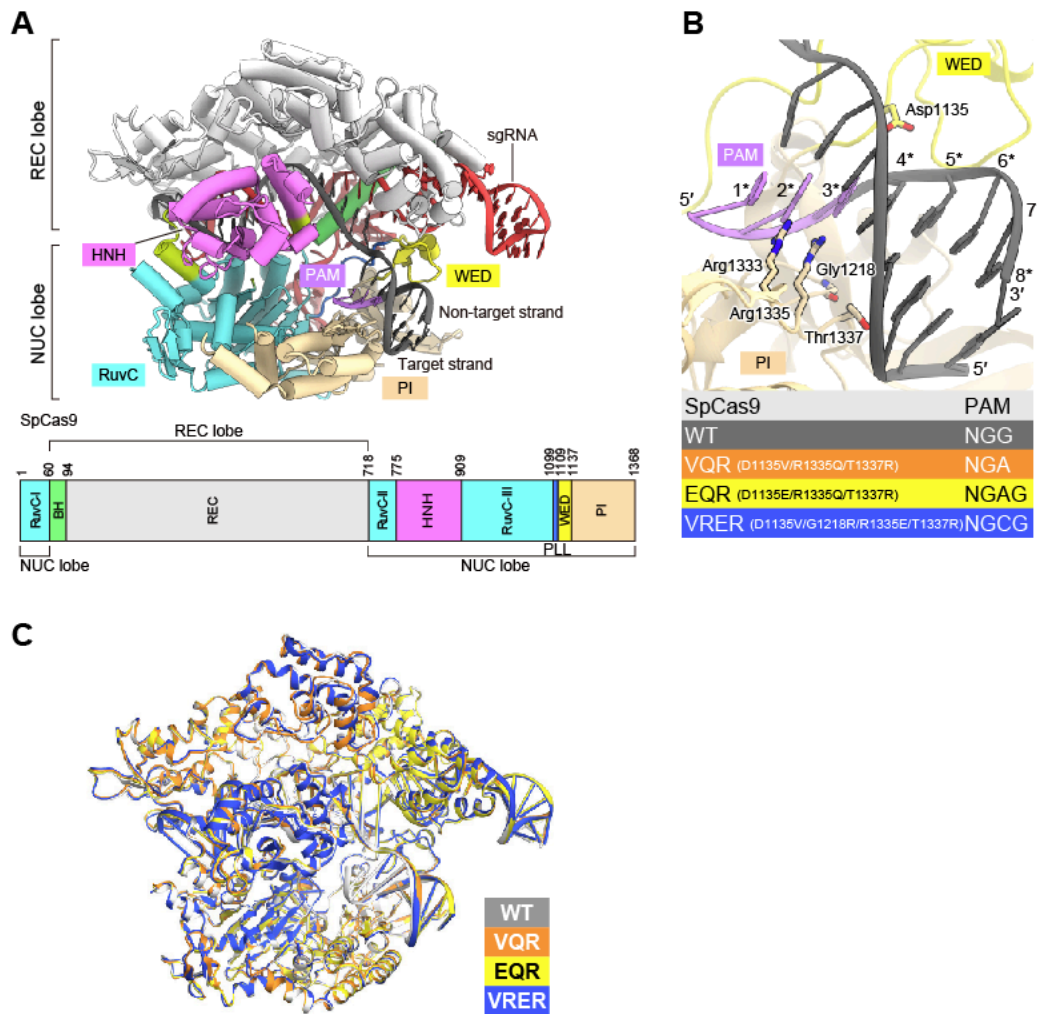 A
REC lobe
NUC lobe
sgRNA
HNH
PAM
WED
Non-target strand
Target strand
RuvC
PI
SpCas9
REC lobe
1
60
94
718
775
909
1099
1109
1137
1368
RuvC-I
BH
REC
RuvC-II
HNH
RuvC-III
WED
PI
PLL
NUC lobe
NUC lobe
B
WED
Asp1135
PAM
5′
1*
2*
3*
4*
5*
6*
7
8*
3′
5′
Arg1333
Gly1218
Arg1335
Thr1337
PI
SpCas9 PAM
WT NGG
VQR (D1135V/R1335Q/T1337R) NGA
EQR (D1135E/R1335Q/T1337R) NGAG
VRER (D1135V/G1218R/R1335E/T1337R) NGCG
C
WT
VQR
EQR
VRER